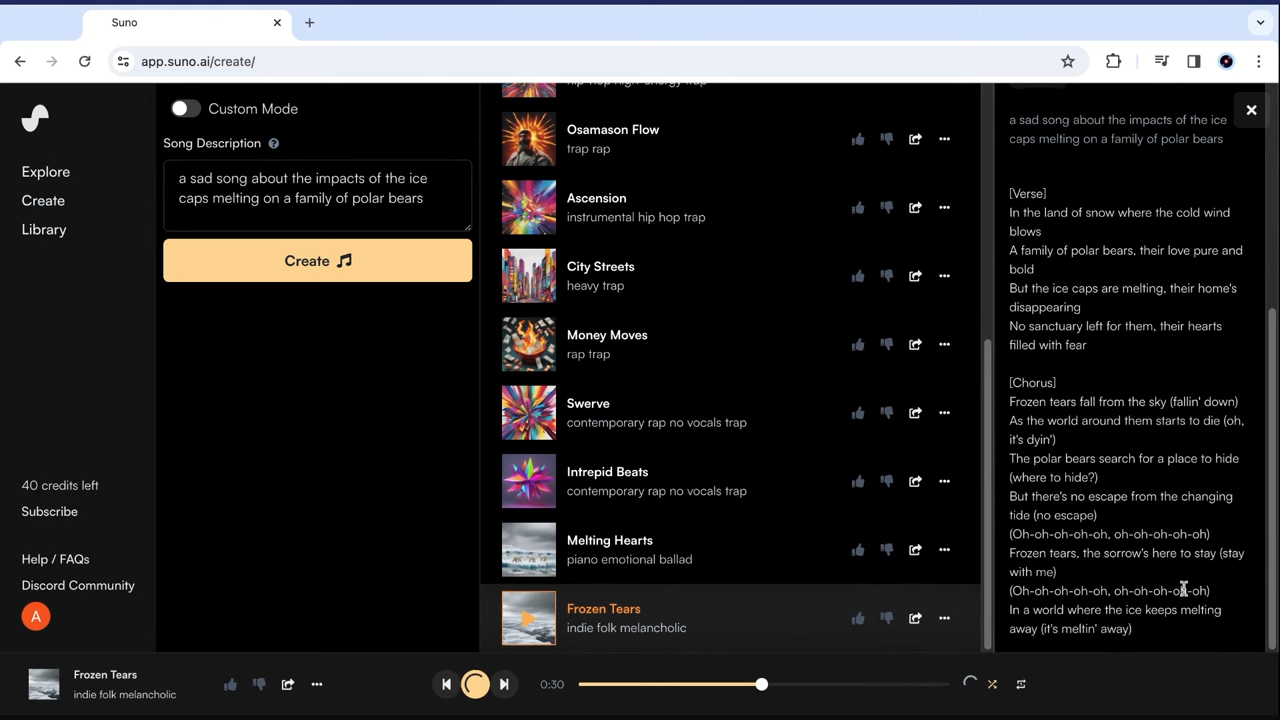 Suno
app.suno.ai/create/
Explore
Create
Library
40 credits left
Subscribe
Help / FAQs
Discord Community
A
Custom Mode
Song Description
a sad song about the impacts of the ice
caps melting on a family of polar bears
Create
Osamason Flow
trap rap
Ascension
instrumental hip hop trap
City Streets
heavy trap
Money Moves
rap trap
Swerve
contemporary rap no vocals trap
Intrepid Beats
contemporary rap no vocals trap
Melting Hearts
piano emotional ballad
Frozen Tears
indie folk melancholic
a sad song about the impacts of the ice
caps melting on a family of polar bears
[Verse]
In the land of snow where the cold wind
blows
A family of polar bears, their love pure and
bold
But the ice caps are melting, their home's
disappearing
No sanctuary left for them, their hearts
filled with fear
[Chorus]
Frozen tears fall from the sky (fallin' down)
As the world around them starts to die (oh,
it's dyin')
The polar bears search for a place to hide
(where to hide?)
But there's no escape from the changing
tide (no escape)
(Oh-oh-oh-oh-oh, oh-oh-oh-oh-oh)
Frozen tears, the sorrow's here to stay (stay
with me)
(Oh-oh-oh-oh-oh, oh-oh-oh-oh-oh)
In a world where the ice keeps melting
away (it's meltin' away)
Frozen Tears
indie folk melancholic
0:30